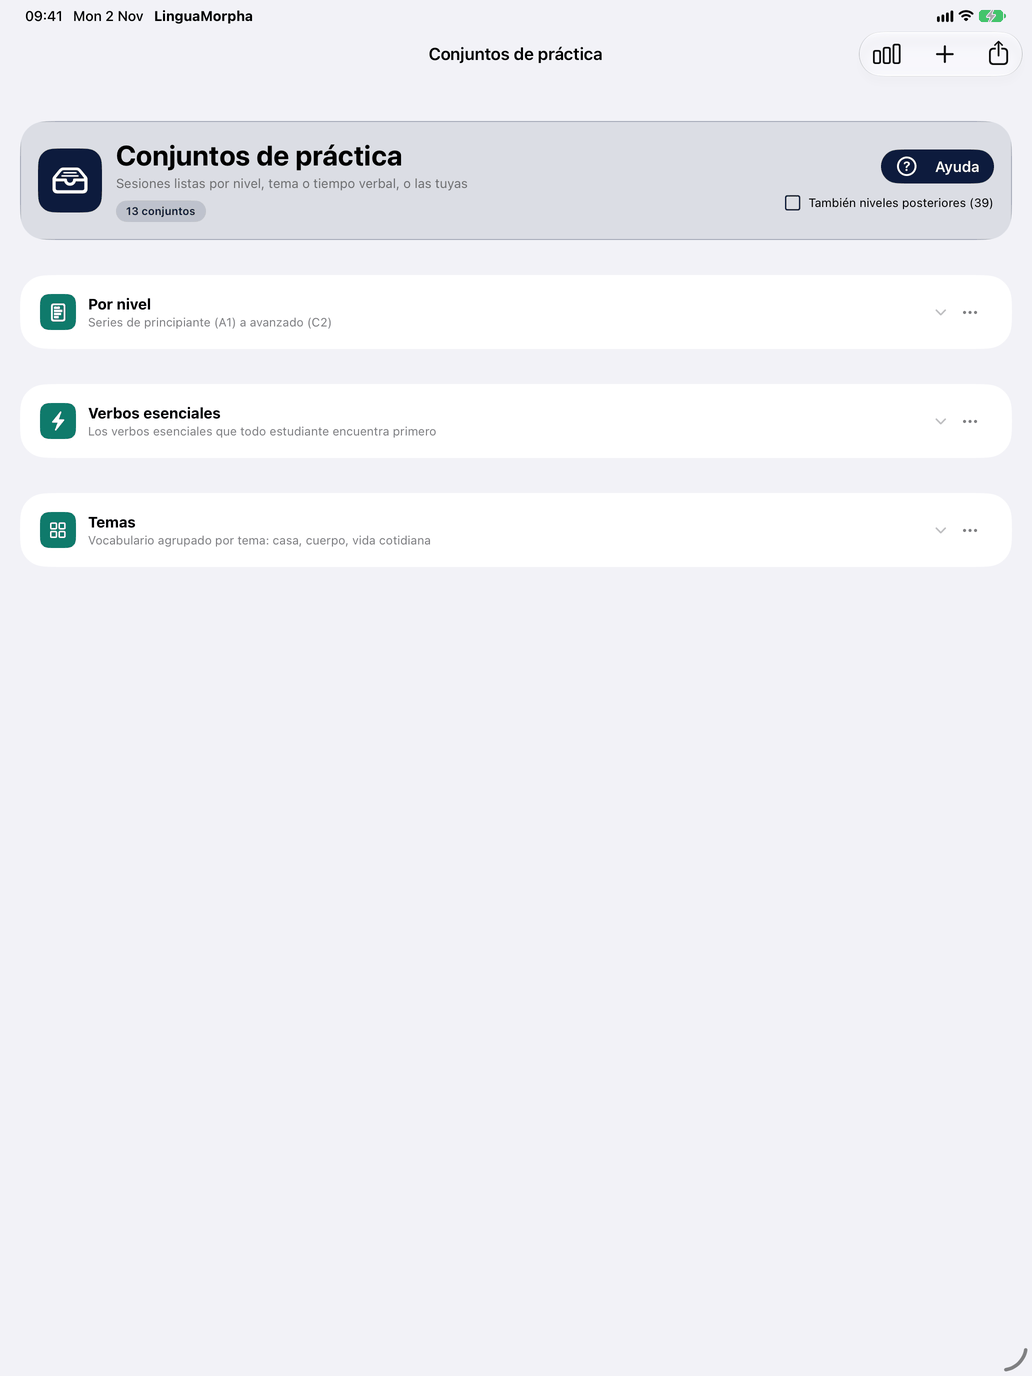 09:41 Mon 2 Nov LinguaMorpha
Conjuntos de práctica
Conjuntos de práctica
Sesiones listas por nivel, tema o tiempo verbal, o las tuyas
13 conjuntos
Ayuda
También niveles posteriores (39)
Por nivel
Series de principiante (A1) a avanzado (C2)
Verbos esenciales
Los verbos esenciales que todo estudiante encuentra primero
Temas
Vocabulario agrupado por tema: casa, cuerpo, vida cotidiana